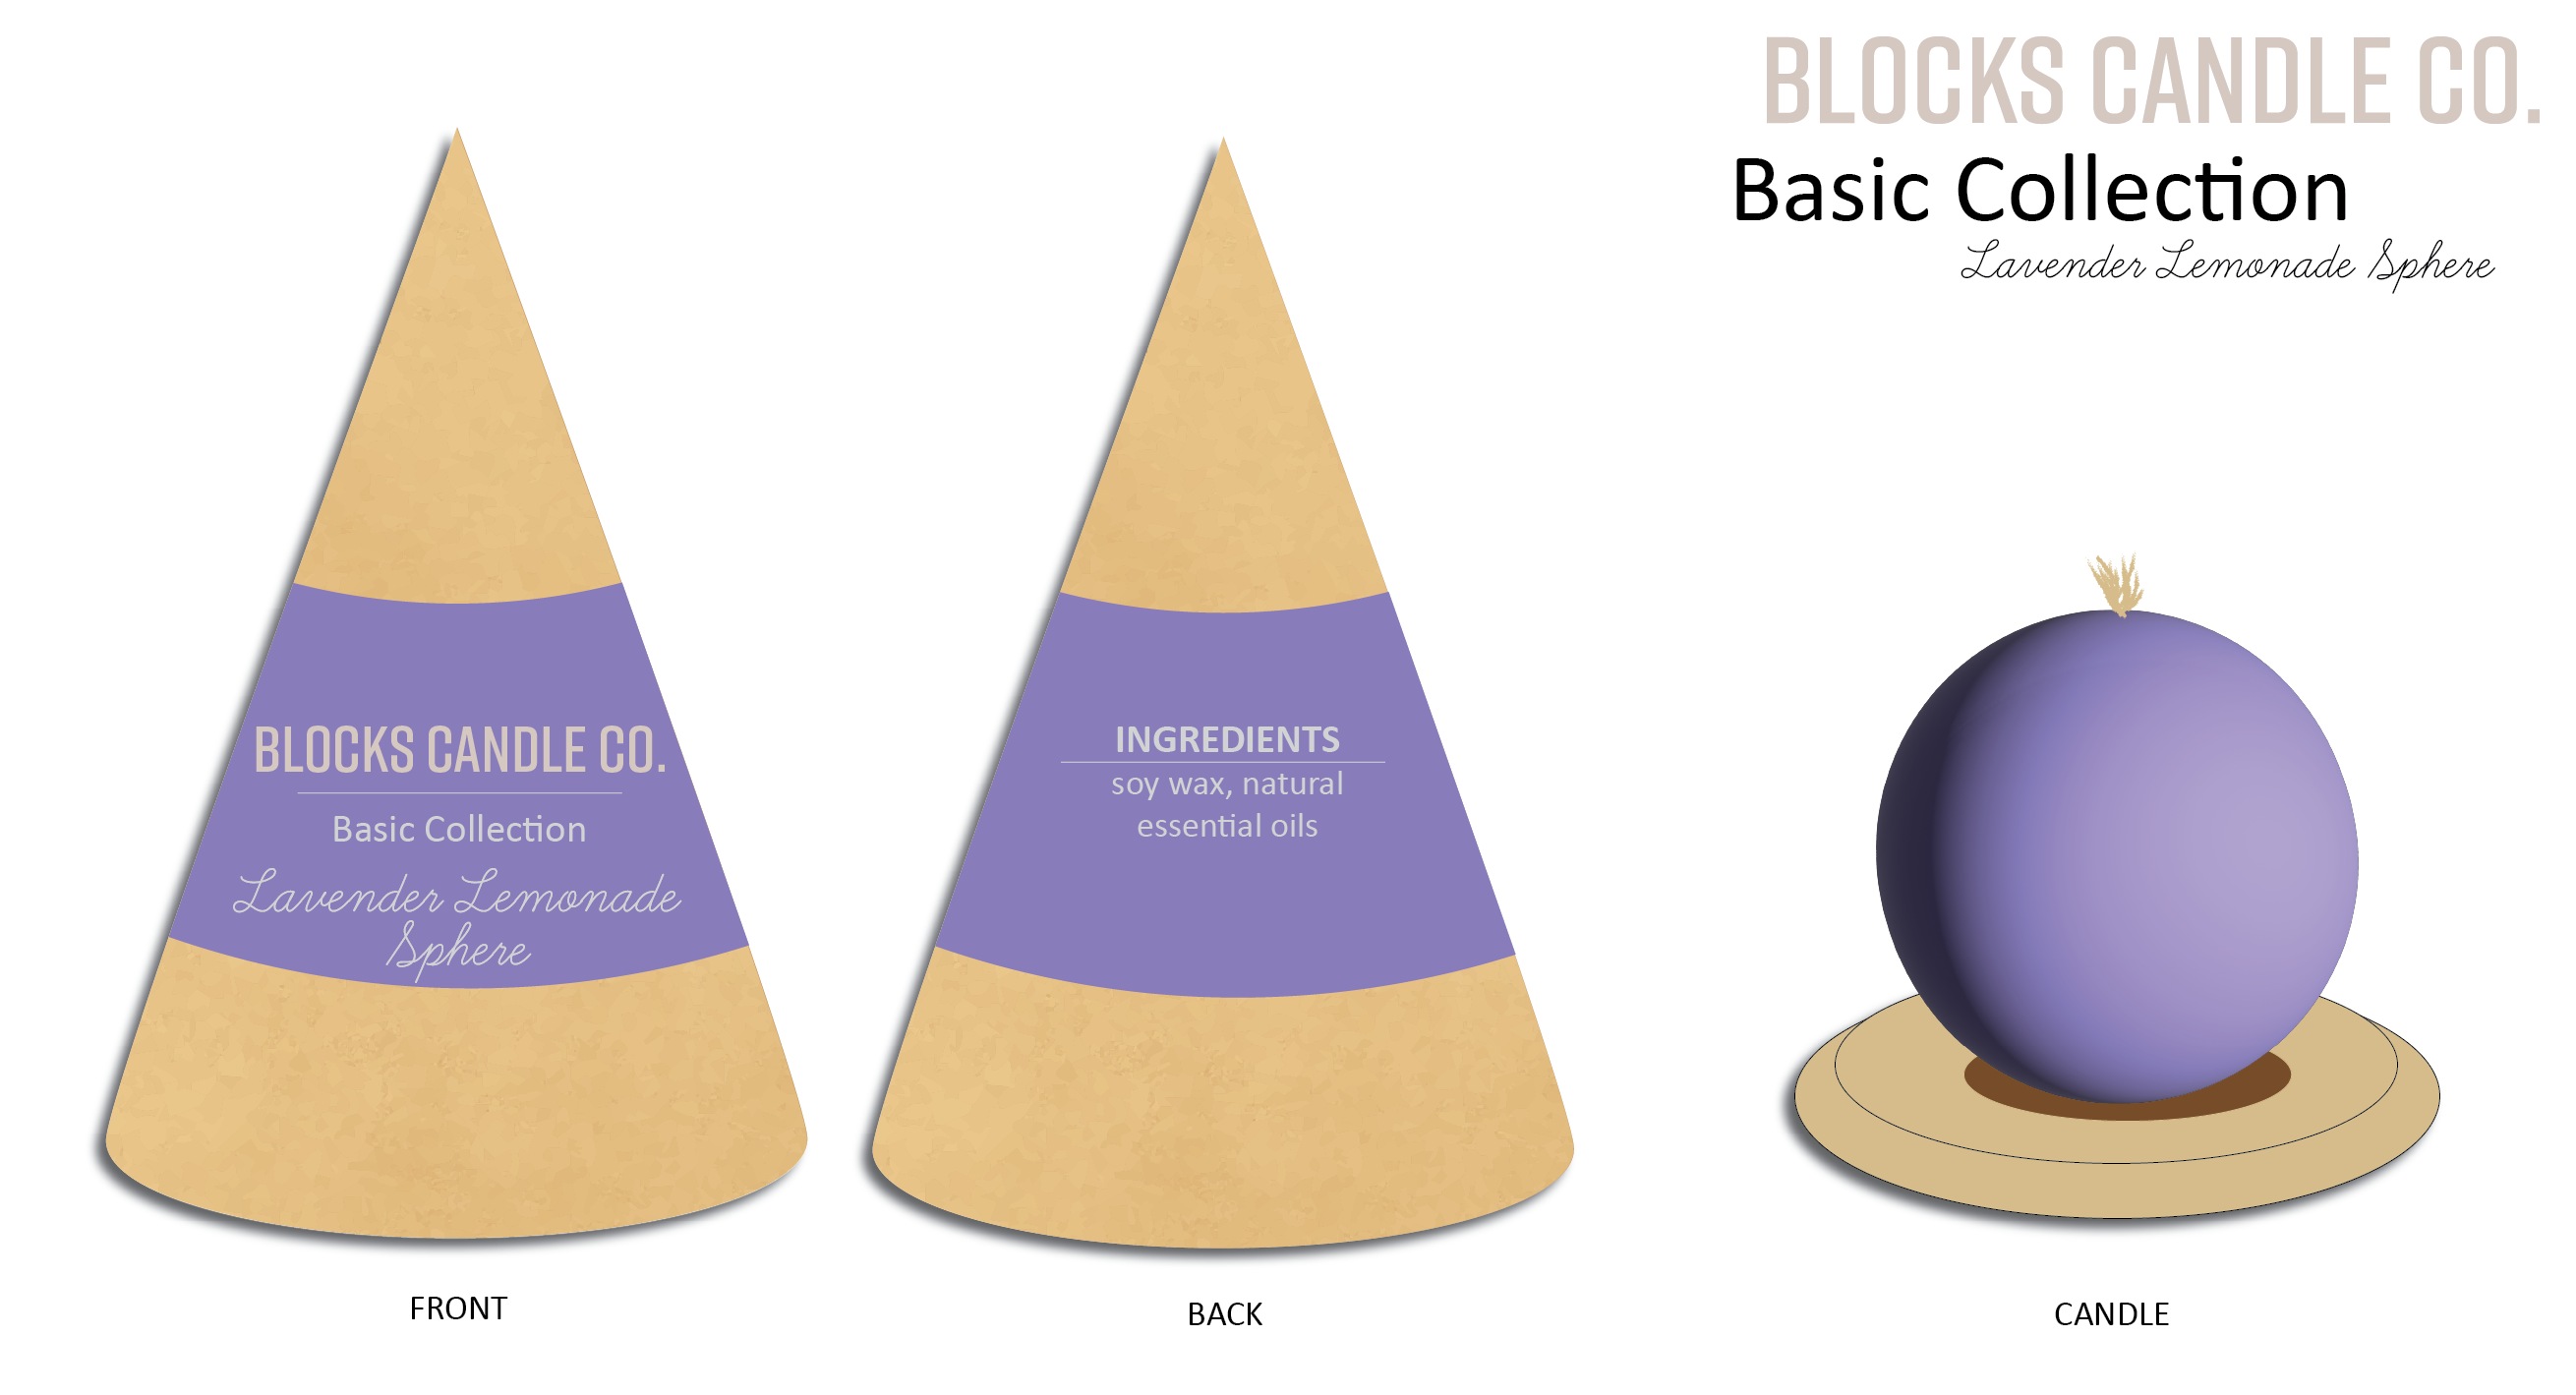 BLOCKS CANDLE CO.
Basic Collection
Lavender Lemonade Sphere
BLOCKS CANDLE CO.
Basic Collection
Lavender Lemonade
Sphere
INGREDIENTS
soy wax, natural
essential oils
FRONT
BACK
CANDLE